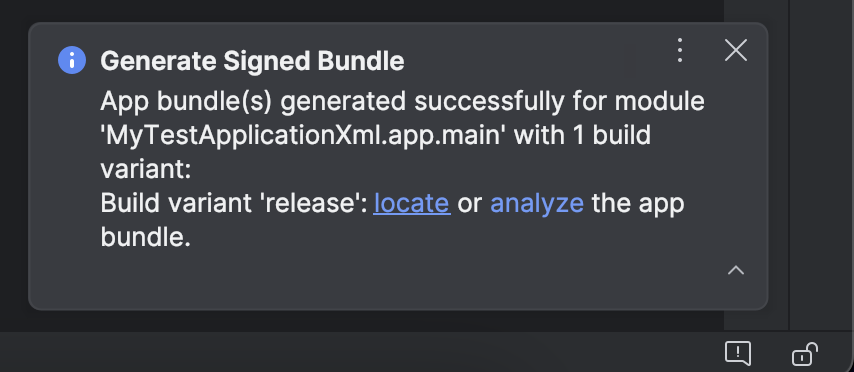 Generate Signed Bundle
App bundle(s) generated successfully for module
'MyTestApplicationXml.app.main' with 1 build
variant:
Build variant 'release': locate or analyze the app
bundle.